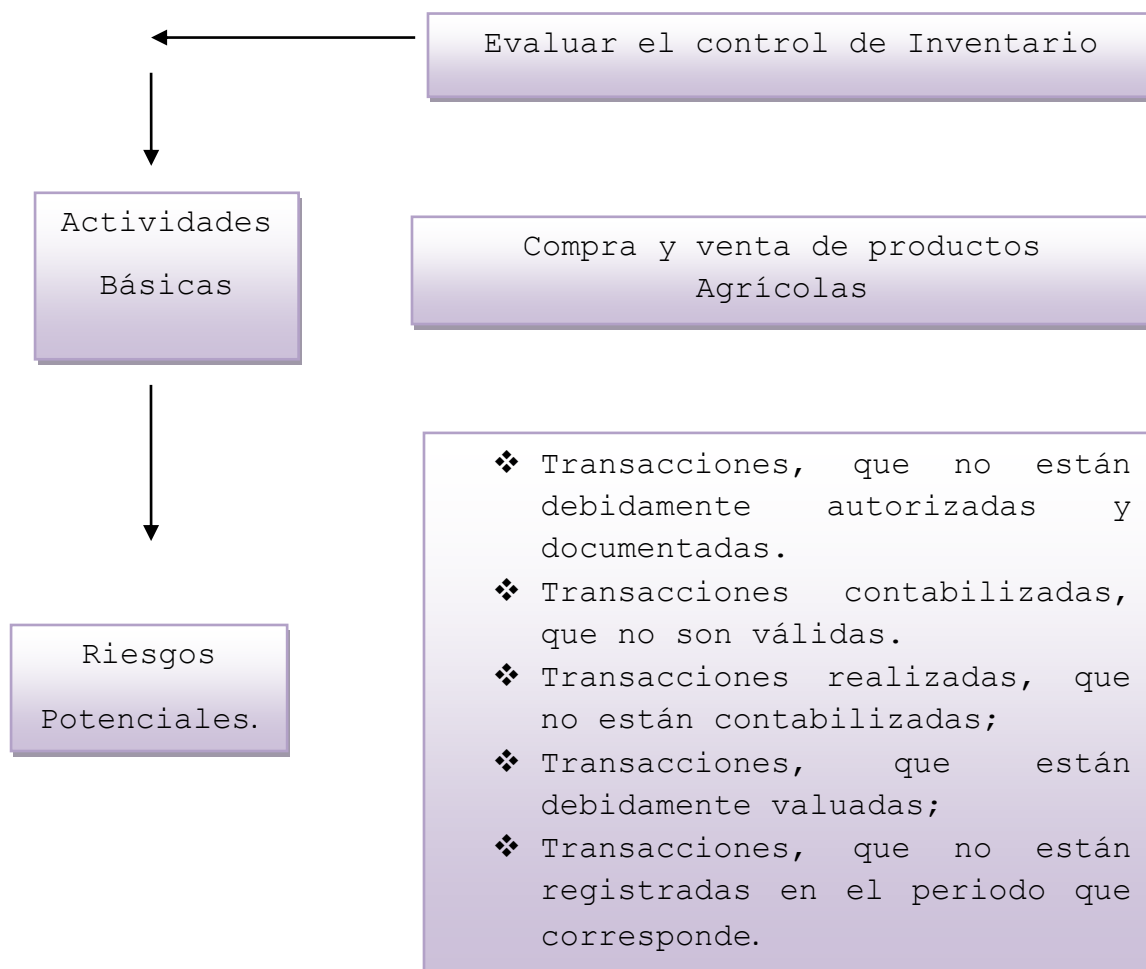 Evaluar el control de Inventario
Actividades
Básicas
Compra y venta de productos
Agrícolas
Riesgos
Potenciales.
❖ Transacciones, que no están
debidamente autorizadas y
documentadas.
❖ Transacciones contabilizadas,
que no son válidas.
❖ Transacciones realizadas, que
no están contabilizadas;
❖ Transacciones, que están
debidamente valuadas;
❖ Transacciones, que no están
registradas en el periodo que
corresponde.